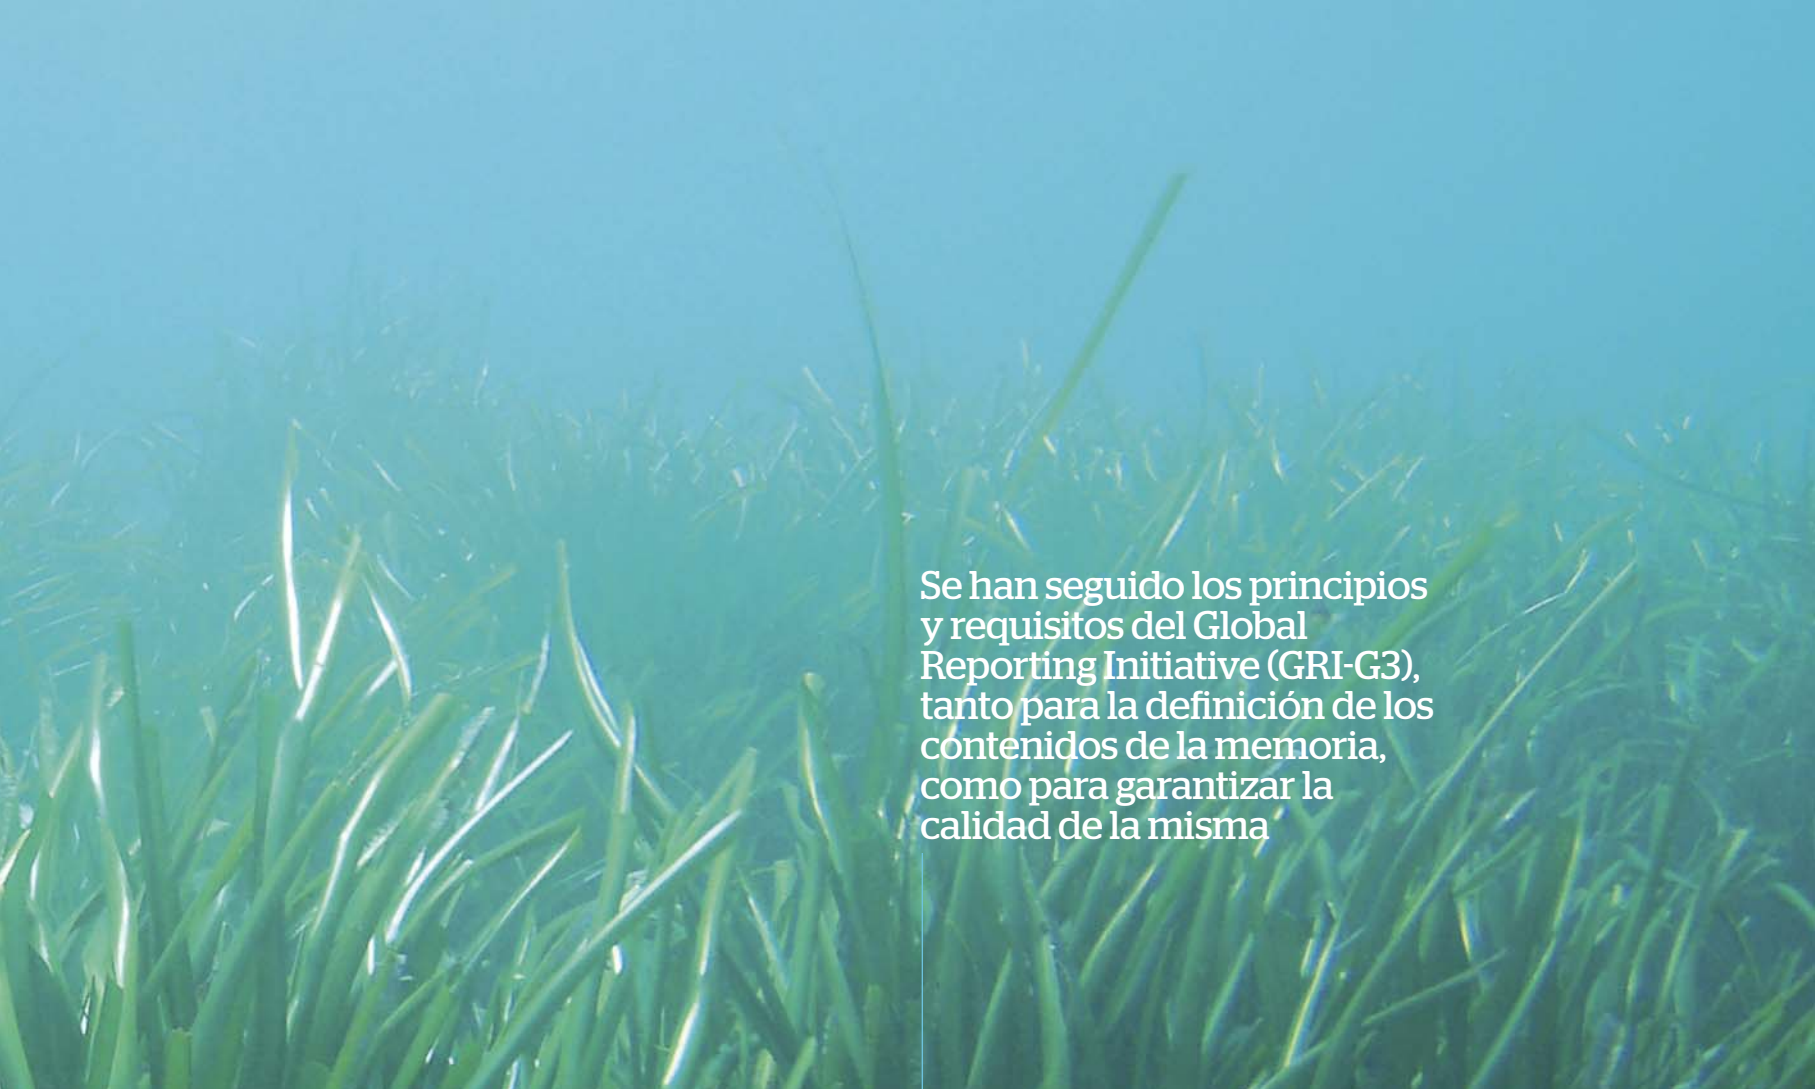 Se han seguido los principios
y requisitos del Global
Reporting Initiative (GRI-G3),
tanto para la definición de los
contenidos de la memoria,
como para garantizar la
calidad de la misma